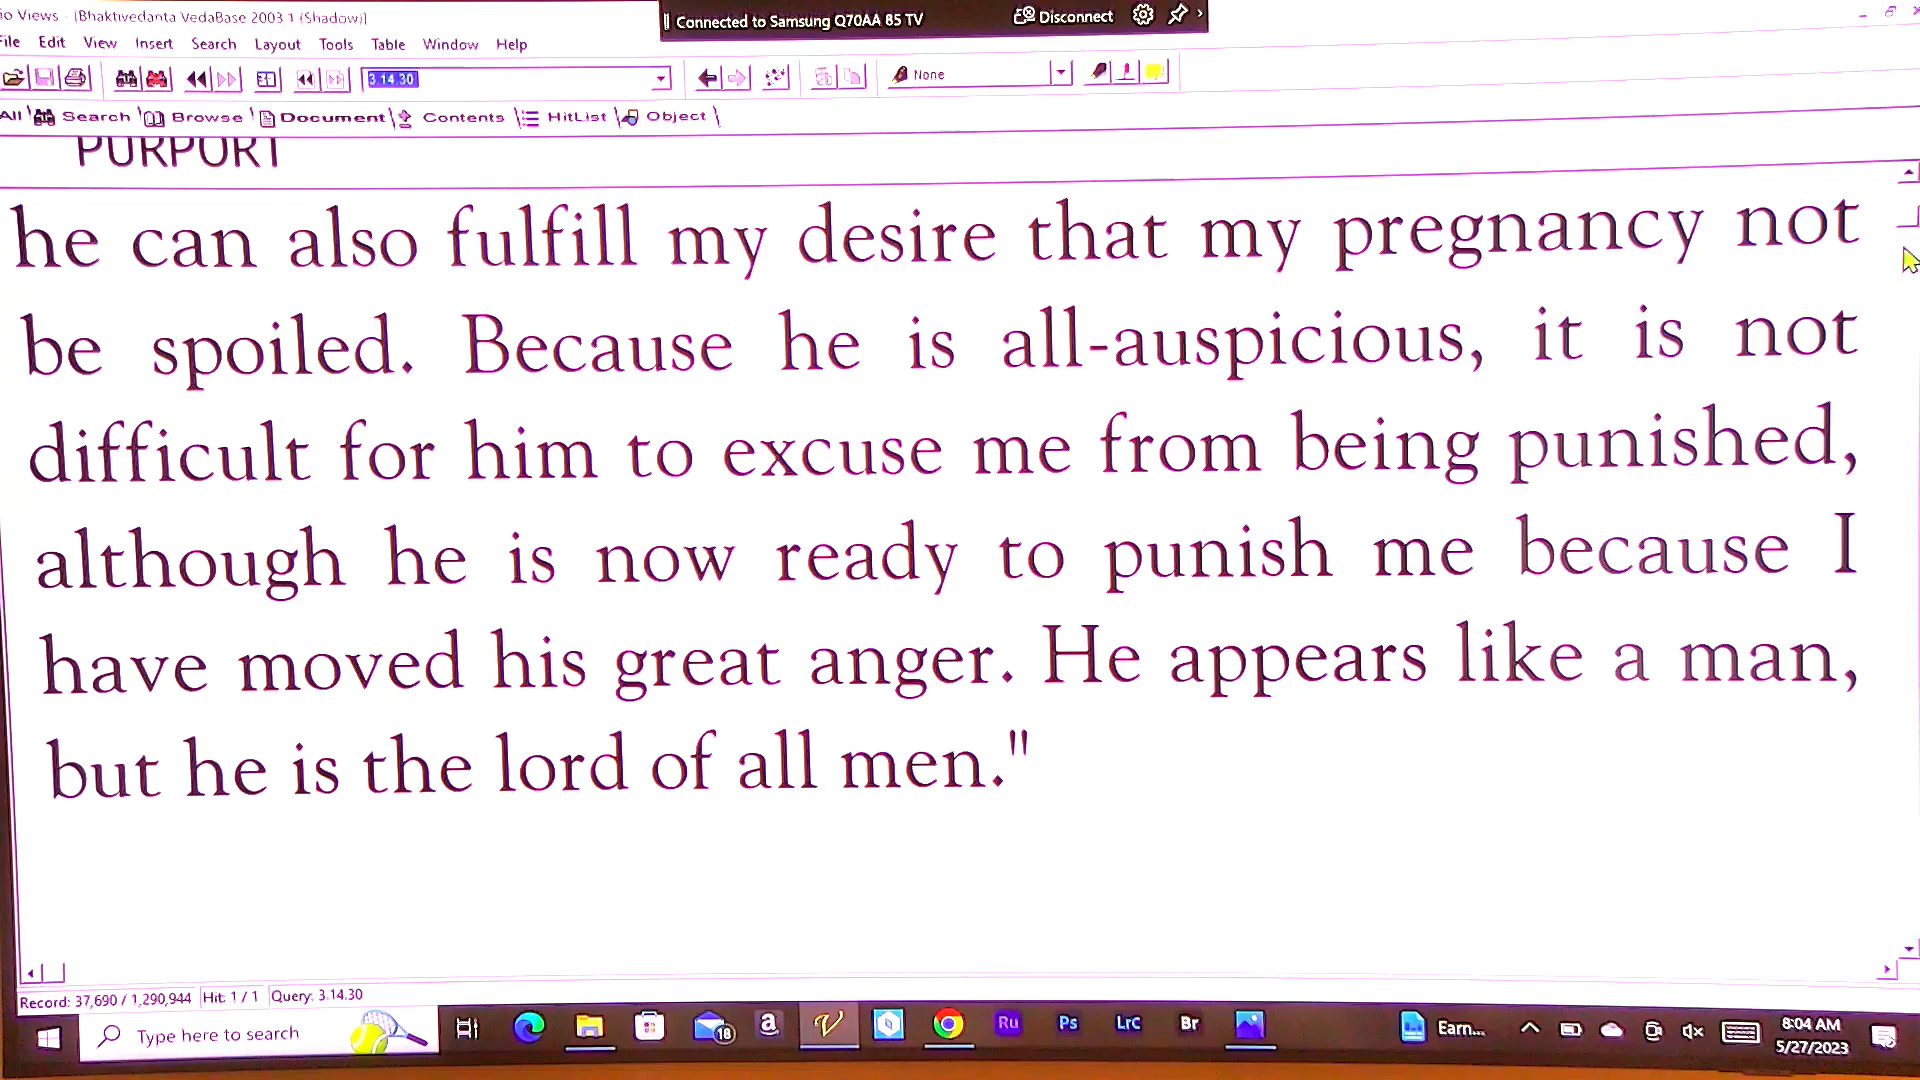 io Views - [Bhaktivedanta VedaBase 2003 1 (Shadow)]
Connected to Samsung Q70AA 85 TV
Disconnect
File Edit View Insert Search Layout Tools Table Window Help
3.14.30
None
All Search Browse Document Contents HitList Object
PURPORT
he can also fulfill my desire that my pregnancy not
be spoiled. Because he is all-auspicious, it is not
difficult for him to excuse me from being punished,
although he is now ready to punish me because I
have moved his great anger. He appears like a man,
but he is the lord of all men."
Record: 37,690 / 1,290,944 Hit: 1 / 1 Query: 3.14.30
Type here to search
18
a
V
Ru
Ps
LrC
Br
Earn...
8:04 AM
5/27/2023